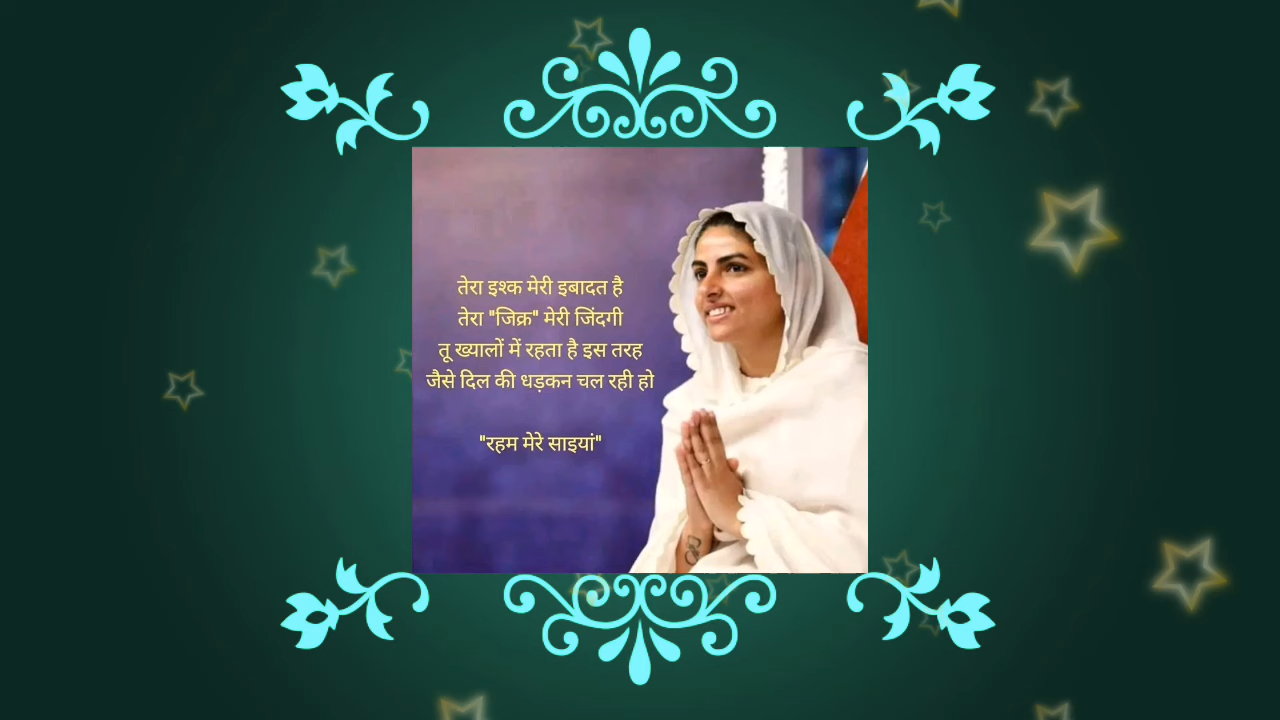 तेरा इश्क मेरी इबादत है
तेरा "जिक्र" मेरी जिंदगी
तू ख्यालों में रहता है इस तरह
जैसे दिल की धड़कन चल रही हो
"रहम मेरे साइयां"